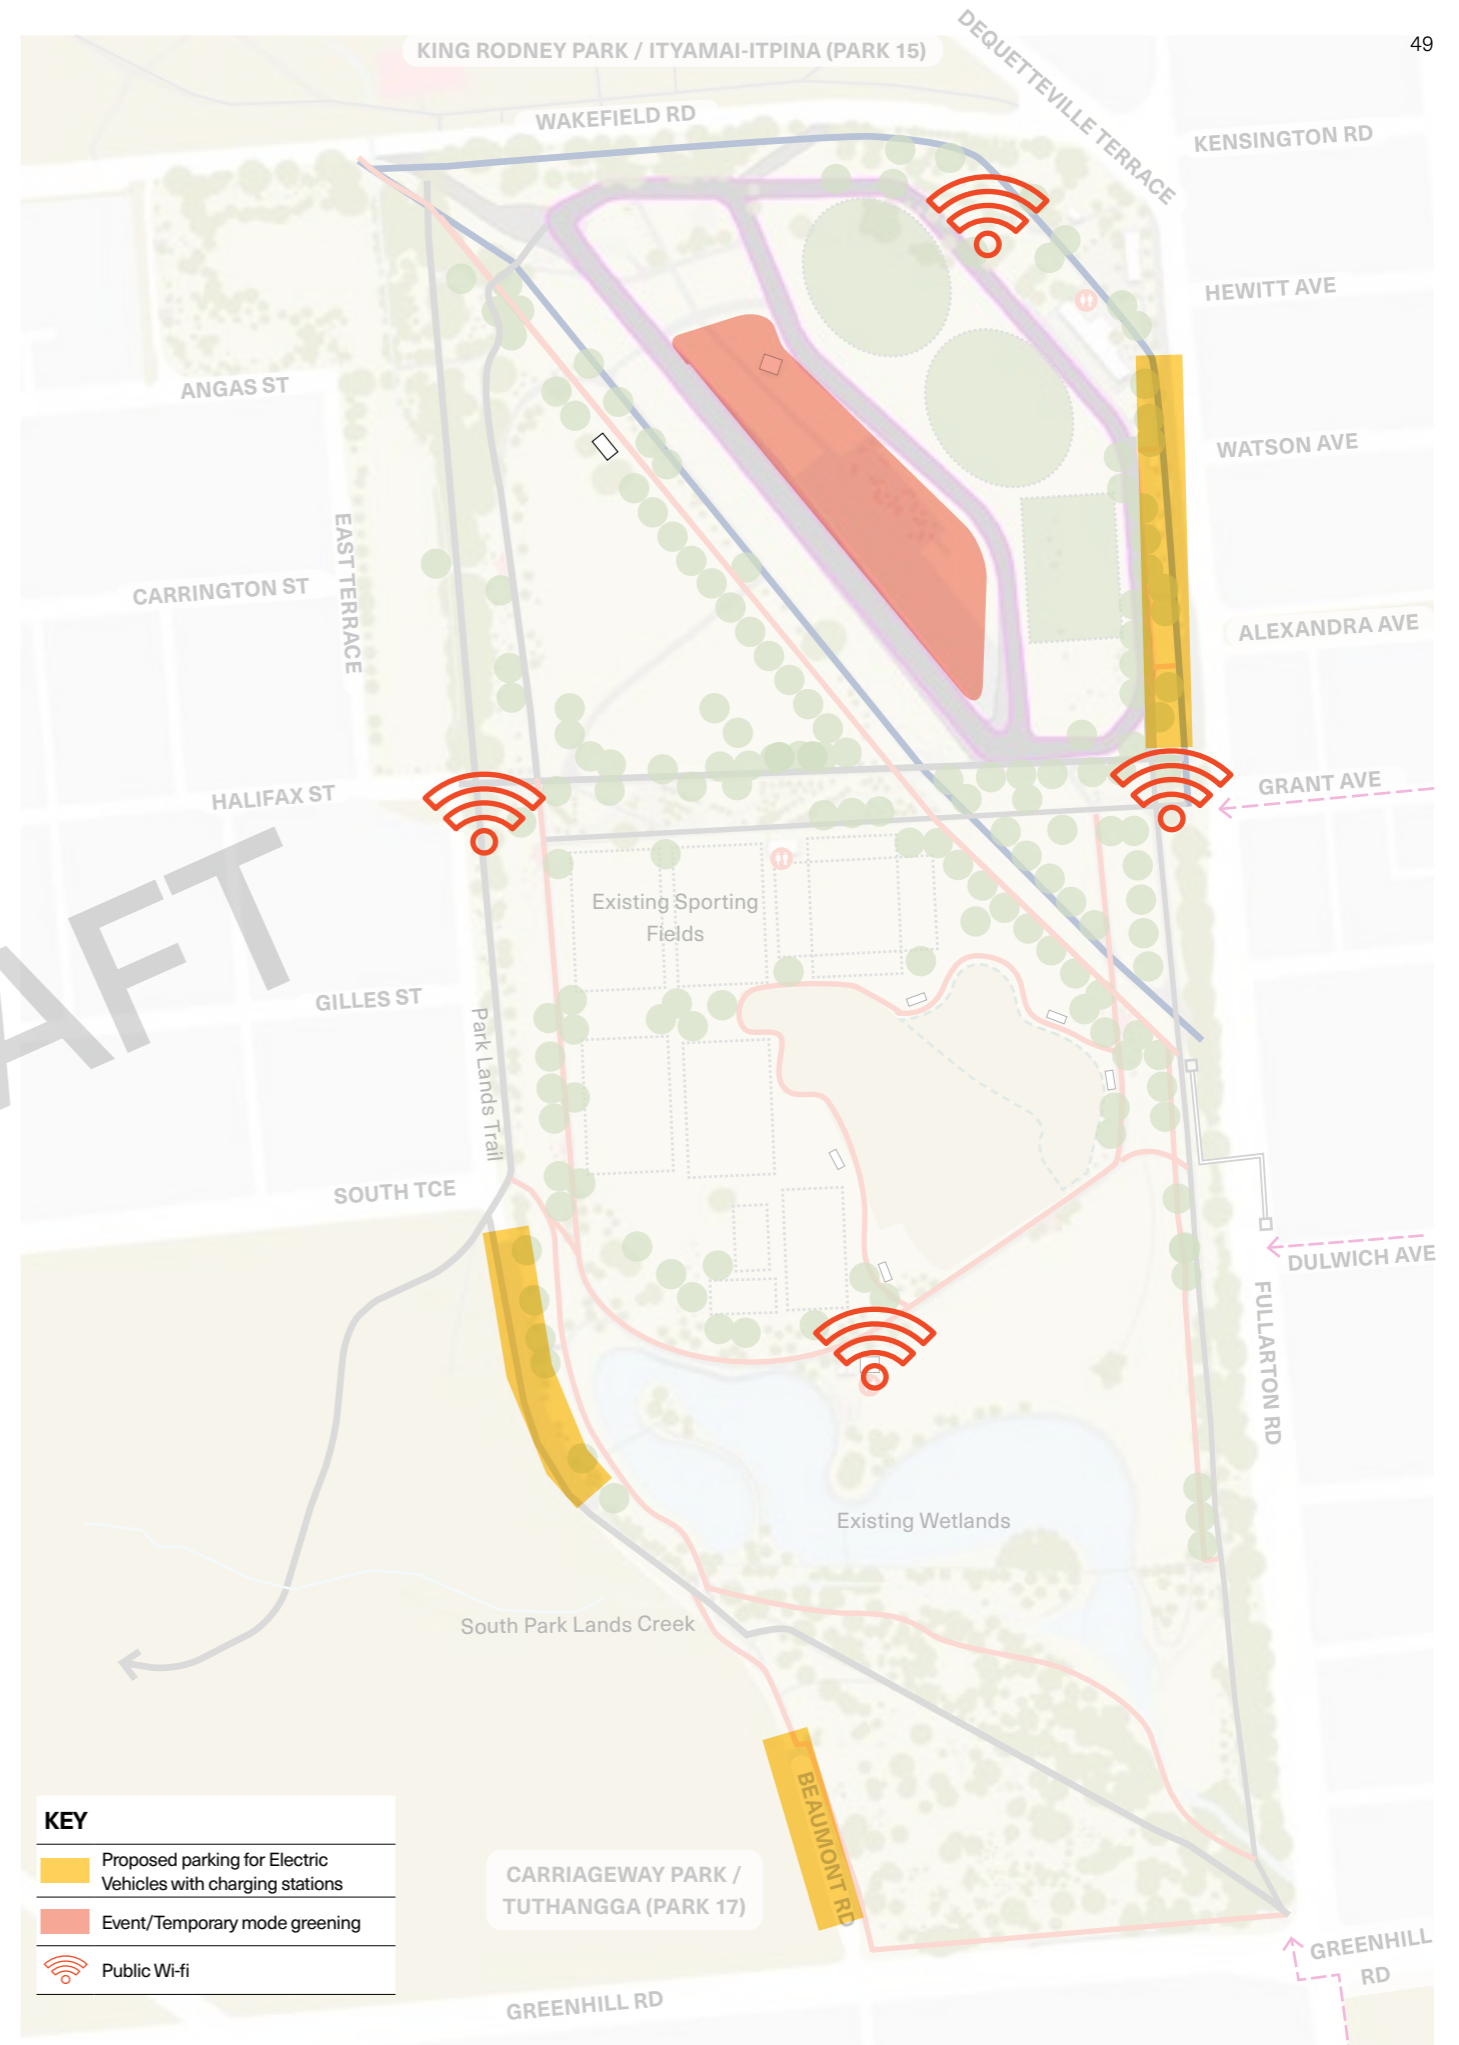 49
KING RODNEY PARK / ITYAMAI-ITPINA (PARK 15)
DEQUETTEVILLE TERRACE
WAKEFIELD RD
KENSINGTON RD
HEWITT AVE
ANGAS ST
WATSON AVE
EAST TERRACE
CARRINGTON ST
ALEXANDRA AVE
HALIFAX ST
GRANT AVE
AFT
Existing Sporting
Fields
GILLES ST
Park Lands Trail
SOUTH TCE
DULWICH AVE
FULLARTON RD
Existing Wetlands
South Park Lands Creek
BEAUMONT RD
KEY
Proposed parking for Electric
Vehicles with charging stations
Event/Temporary mode greening
Public Wi-fi
CARRIAGEWAY PARK /
TUTHANGGA (PARK 17)
GREENHILL
RD
GREENHILL RD